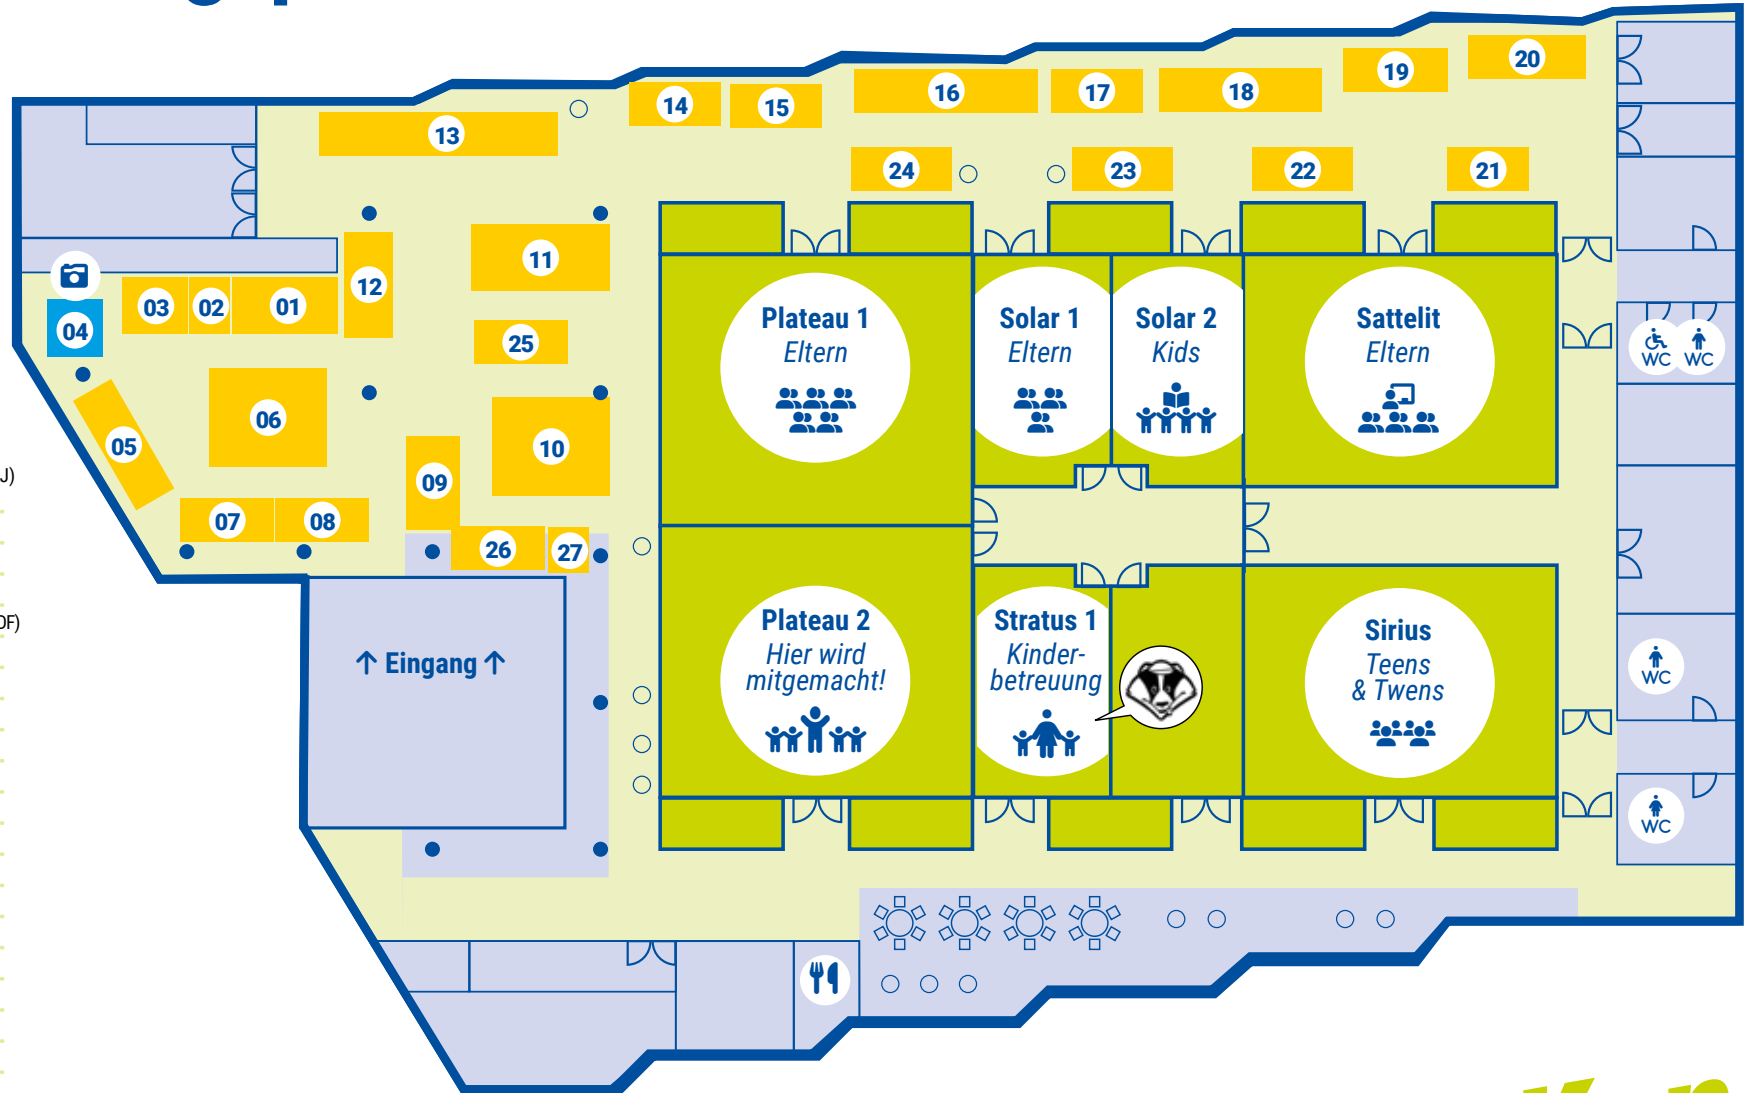 20
19
16
17
18
14
15
13
24
23
22
21
11
12
03
02
01
04
25
06
05
10
09
07
08
26
27
Plateau 1
Eltern
Solar 1
Eltern
Solar 2
Kids
Sattelit
Eltern
WC
WC
J)
OF)
↑ Eingang ↑
Plateau 2
Hier wird
mitgemacht!
Stratus 1
Kinder-
betreuung
Sirius
Teens
& Twens
WC
WC